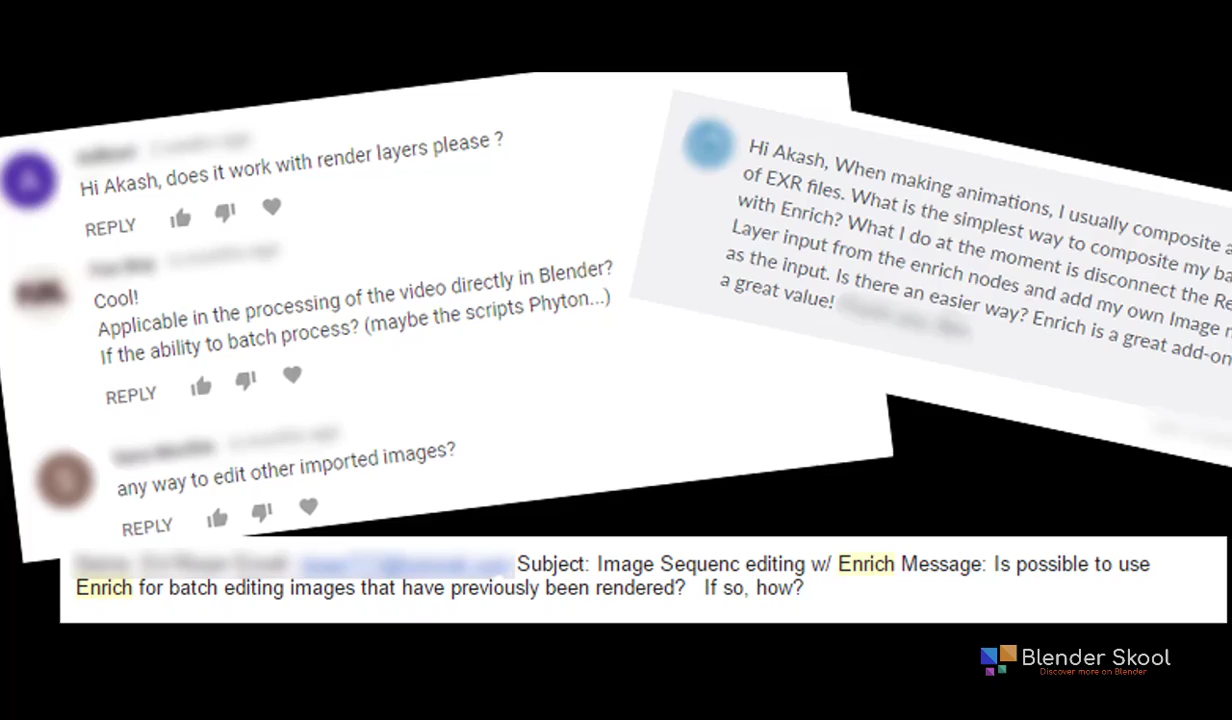 Hi Akash, does it work with render layers please ?
REPLY
Cool!
Applicable in the processing of the video directly in Blender?
If the ability to batch process? (maybe the scripts Phyton...)
REPLY
any way to edit other imported images?
REPLY
Hi Akash, When making animations, I usually composite a
of EXR files. What is the simplest way to composite my ba
with Enrich? What I do at the moment is disconnect the Re
Layer input from the enrich nodes and add my own Image n
as the input. Is there an easier way? Enrich is a great add-on
a great value!
Subject: Image Sequenc editing w/ Enrich Message: Is possible to use
Enrich for batch editing images that have previously been rendered? If so, how?
Blender Skool
Discover more on Blender